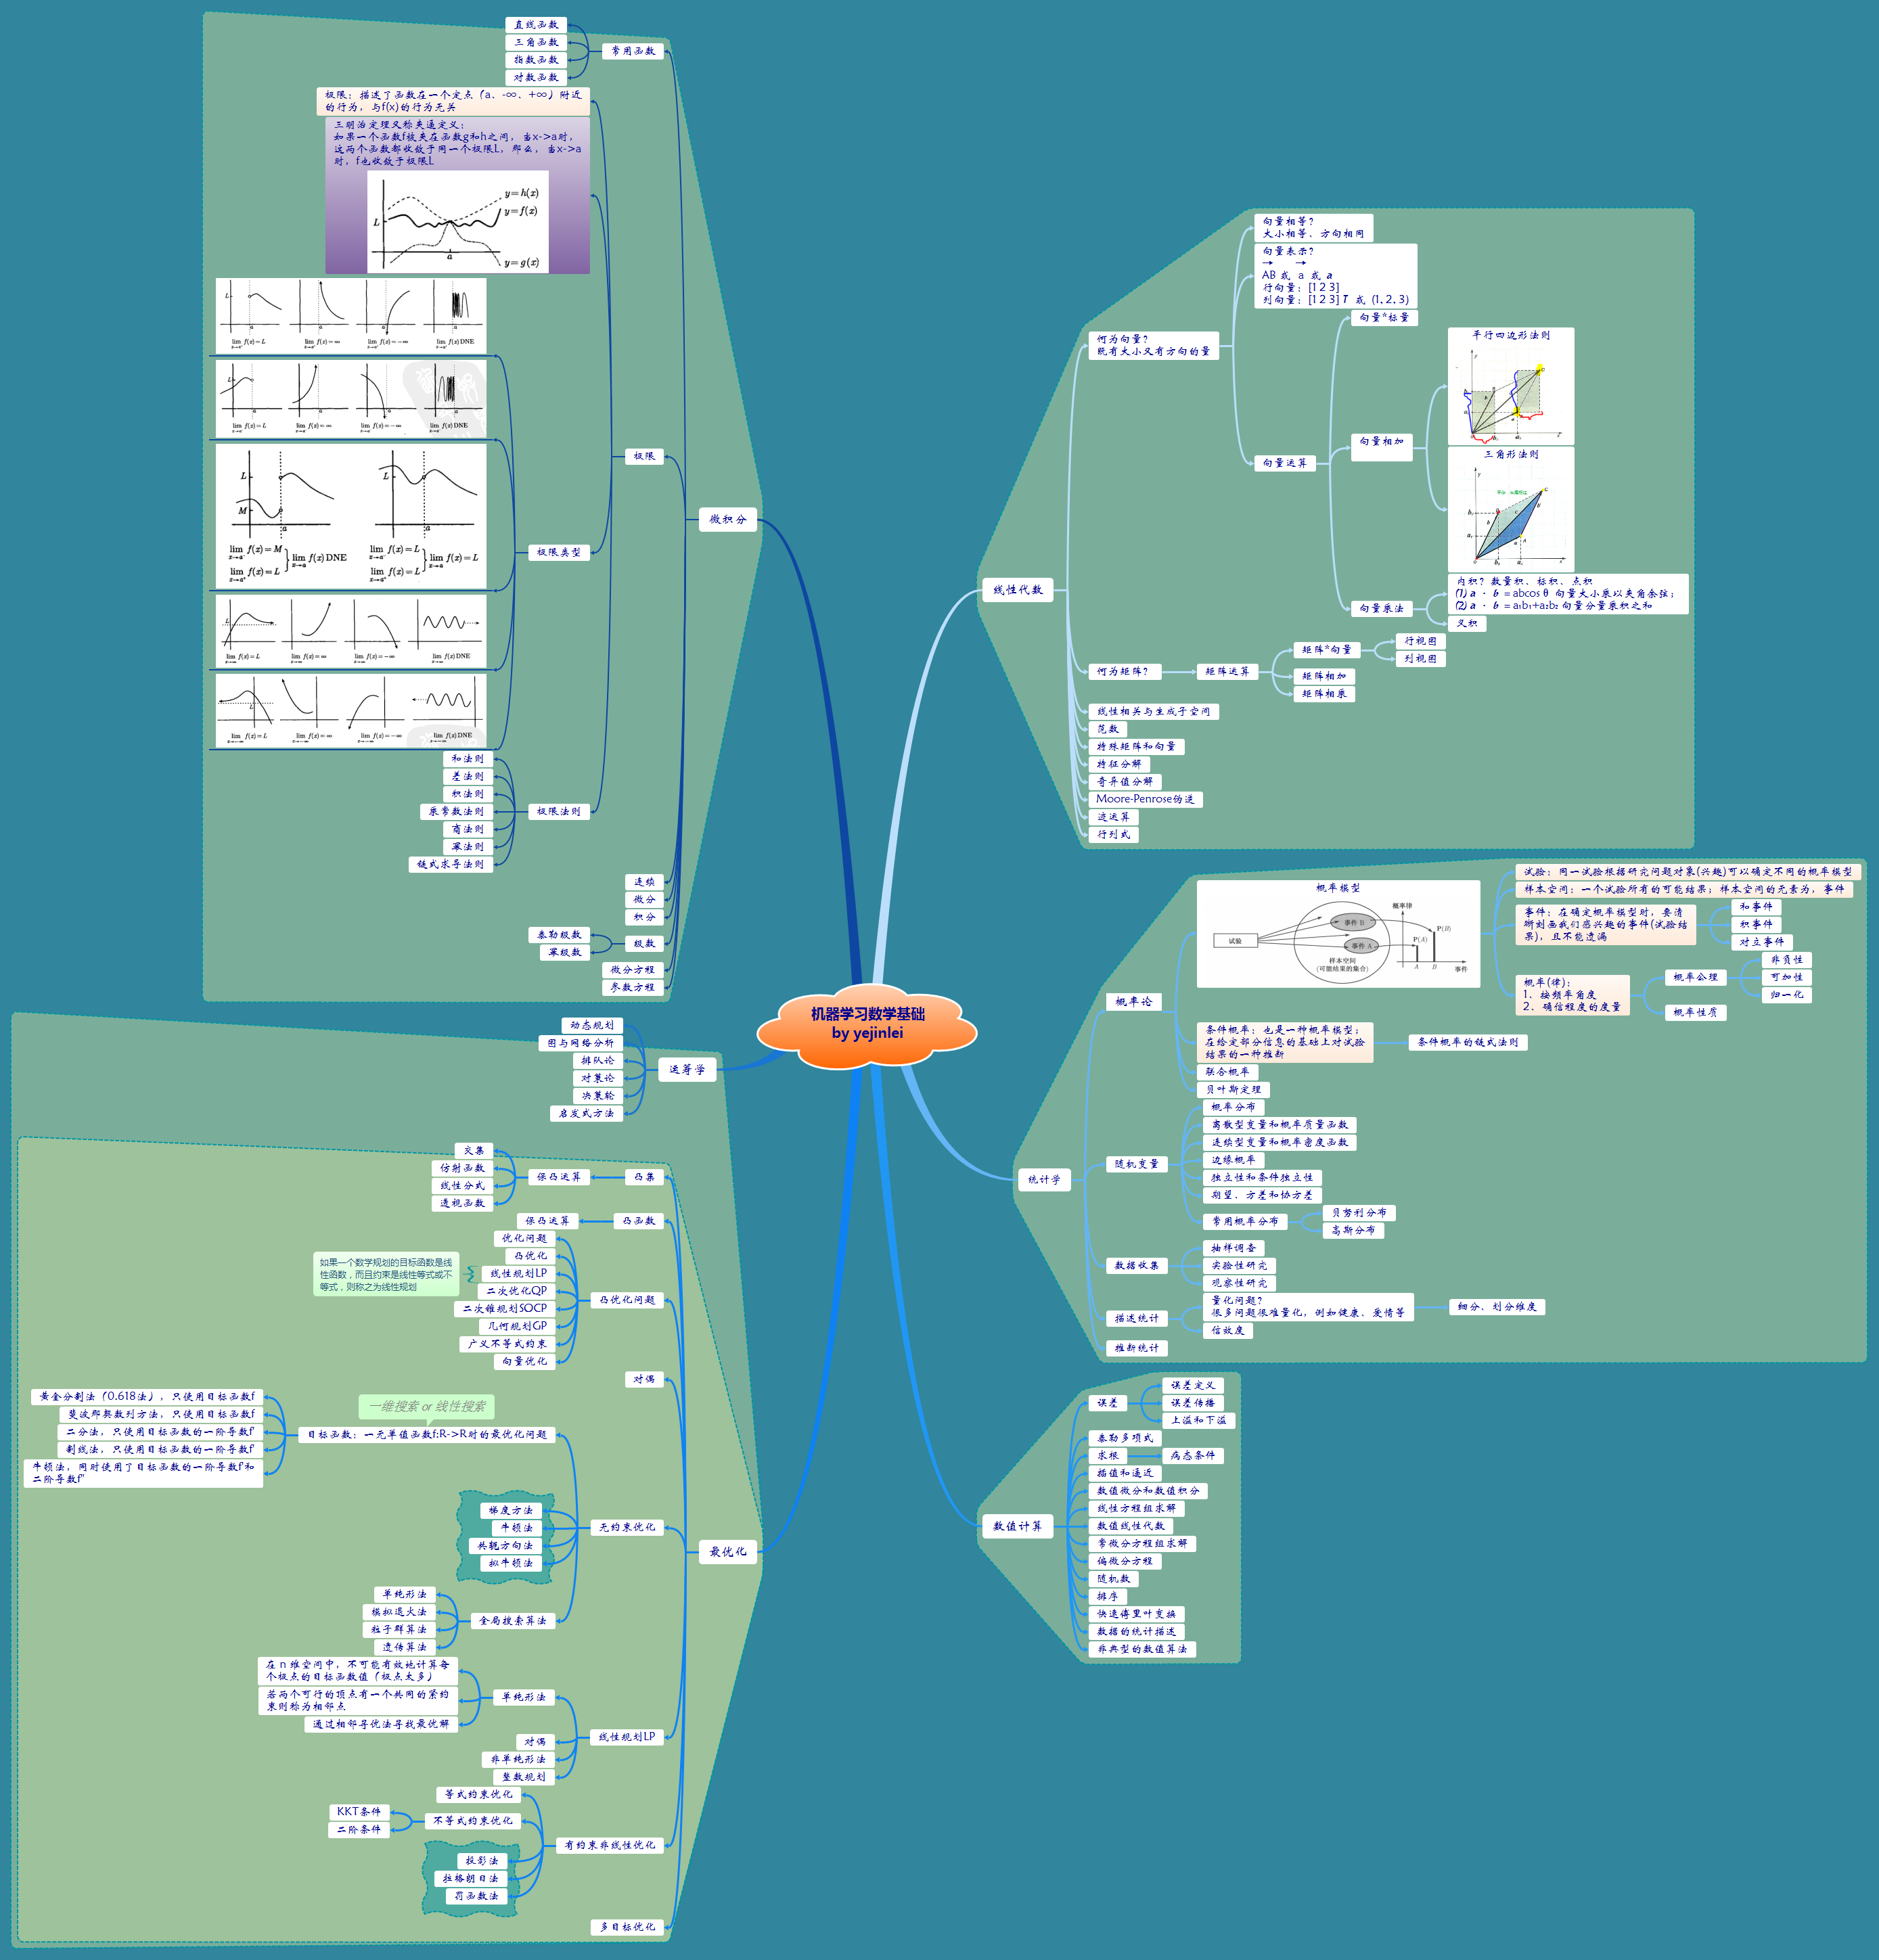 机器学习数学基础
by yejinlei
微积分
常用函数
直线函数
三角函数
指数函数
对数函数
极限
极限：描述了函数在一个定点（a、-∞、+∞）附近
的行为，与f(x)的行为无关
三明治定理又称夹逼定义：
如果一个函数f被夹在函数g和h之间，当x->a时，
这两个函数都收敛于同一个极限L，那么，当x->a
时，f也收敛于极限L
y=h(x)
y=f(x)
L
a
y=g(x)
极限类型
lim f(x)=L
lim f(x)=∞
lim f(x)=-∞
lim f(x) DNE
lim f(x)=L
lim f(x)=∞
lim f(x)=-∞
lim f(x) DNE
L
M
a
lim f(x)=M
x→a⁻
lim f(x)=L
x→a⁺
lim f(x) DNE
x→a
L
a
lim f(x)=L
x→a⁻
lim f(x)=L
x→a⁺
lim f(x)=L
x→a
lim f(x)=L
x→∞
lim f(x)=∞
x→∞
lim f(x)=-∞
x→∞
lim f(x) DNE
x→∞
lim f(x)=L
x→-∞
lim f(x)=∞
x→-∞
lim f(x)=-∞
x→-∞
lim f(x) DNE
x→-∞
极限法则
和法则
差法则
积法则
乘常数法则
商法则
幂法则
链式求导法则
连续
微分
积分
级数
泰勒级数
幂级数
微分方程
参数方程
运筹学
动态规划
图与网络分析
排队论
对策论
决策轮
启发式方法
最优化
凸集
保凸运算
交集
仿射函数
线性分式
透视函数
凸函数
保凸运算
凸优化问题
优化问题
凸优化
线性规划LP
如果一个数学规划的目标函数是线
性函数，而且约束是线性等式或不
等式，则称之为线性规划
二次优化QP
二次锥规划SOCP
几何规划GP
广义不等式约束
向量优化
对偶
无约束优化
一维搜索 or 线性搜索
目标函数：一元单值函数f:R->R时的最优化问题
黄金分割法（0.618法），只使用目标函数f
斐波那契数列方法，只使用目标函数f
二分法，只使用目标函数的一阶导数f'
割线法，只使用目标函数的一阶导数f'
牛顿法，同时使用了目标函数的一阶导数f'和
二阶导数f''
梯度方法
牛顿法
共轭方向法
拟牛顿法
全局搜索算法
单纯形法
模拟退火法
粒子群算法
遗传算法
线性规划LP
单纯形法
在 n 维空间中，不可能有效地计算每
个极点的目标函数值（极点太多）
若两个可行的顶点有一个共同的紧约
束则称为相邻点
通过相邻寻优法寻找最优解
对偶
非单纯形法
整数规划
有约束非线性优化
等式约束优化
不等式约束优化
KKT条件
二阶条件
投影法
拉格朗日法
罚函数法
多目标优化
线性代数
何为向量？
既有大小又有方向的量
向量相等？
大小相等、方向相同
向量表示？
→ →
AB 或 a 或 a
行向量：[1 2 3]
列向量：[1 2 3] T 或 (1, 2, 3)
向量运算
向量*标量
向量相加
平行四边形法则
三角形法则
向量乘法
内积？数量积、标积、点积
(1) a · b = abcos θ 向量大小乘以夹角余弦；
(2) a · b = a₁b₁+a₂b₂ 向量分量乘积之和
叉积
何为矩阵？
矩阵运算
矩阵*向量
行视图
列视图
矩阵相加
矩阵相乘
线性相关与生成子空间
范数
特殊矩阵和向量
特征分解
奇异值分解
Moore-Penrose伪逆
迹运算
行列式
统计学
概率论
概率模型
试验
事件 B
事件 A
样本空间
(可能结果的集合)
概率律
P(A)
P(B)
A
B
事件
试验：同一试验根据研究问题对象(兴趣)可以确定不同的概率模型
样本空间：一个试验所有的可能结果；样本空间的元素为，事件
事件：在确定概率模型时，要清
晰刻画我们感兴趣的事件(试验结
果)，且不能遗漏
和事件
积事件
对立事件
概率(律)：
1、按频率角度
2、确信程度的度量
概率公理
非负性
可加性
归一化
概率性质
条件概率：也是一种概率模型；
在给定部分信息的基础上对试验
结果的一种推断
条件概率的链式法则
联合概率
贝叶斯定理
随机变量
概率分布
离散型变量和概率质量函数
连续型变量和概率密度函数
边缘概率
独立性和条件独立性
期望、方差和协方差
常用概率分布
贝努利分布
高斯分布
数据收集
抽样调查
实验性研究
观察性研究
描述统计
量化问题？
很多问题很难量化，例如健康、爱情等
细分、划分维度
信效度
推断统计
数值计算
误差
误差定义
误差传播
上溢和下溢
泰勒多项式
求根
病态条件
插值和逼近
数值微分和数值积分
线性方程组求解
数值线性代数
常微分方程组求解
偏微分方程
随机数
排序
快速傅里叶变换
数据的统计描述
非典型的数值算法